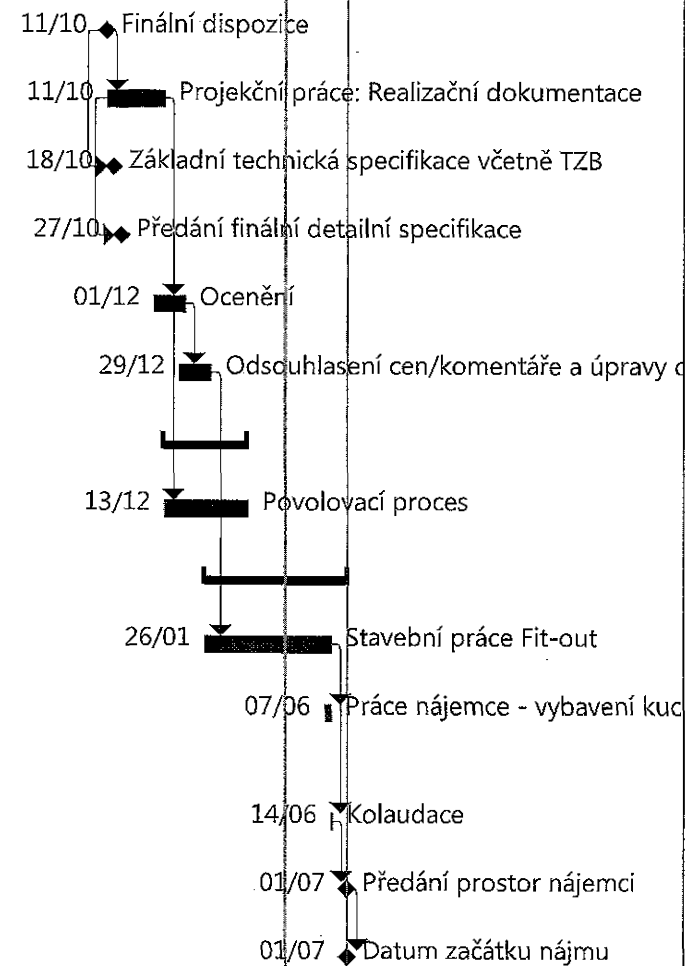 11/10 Finální dispozice
11/10 Projekční práce: Realizační dokumentace
18/10 Základní technická specifikace včetně TZB
27/10 Předání finální detailní specifikace
01/12 Ocenění
29/12 Odsouhlasení cen/komentáře a úpravy
13/12 Povolovací proces
26/01 Stavební práce Fit-out
07/06 Práce nájemce - vybavení kuc
14/06 Kolaudace
01/07 Předání prostor nájemci
01/07 Datum začátku nájmu